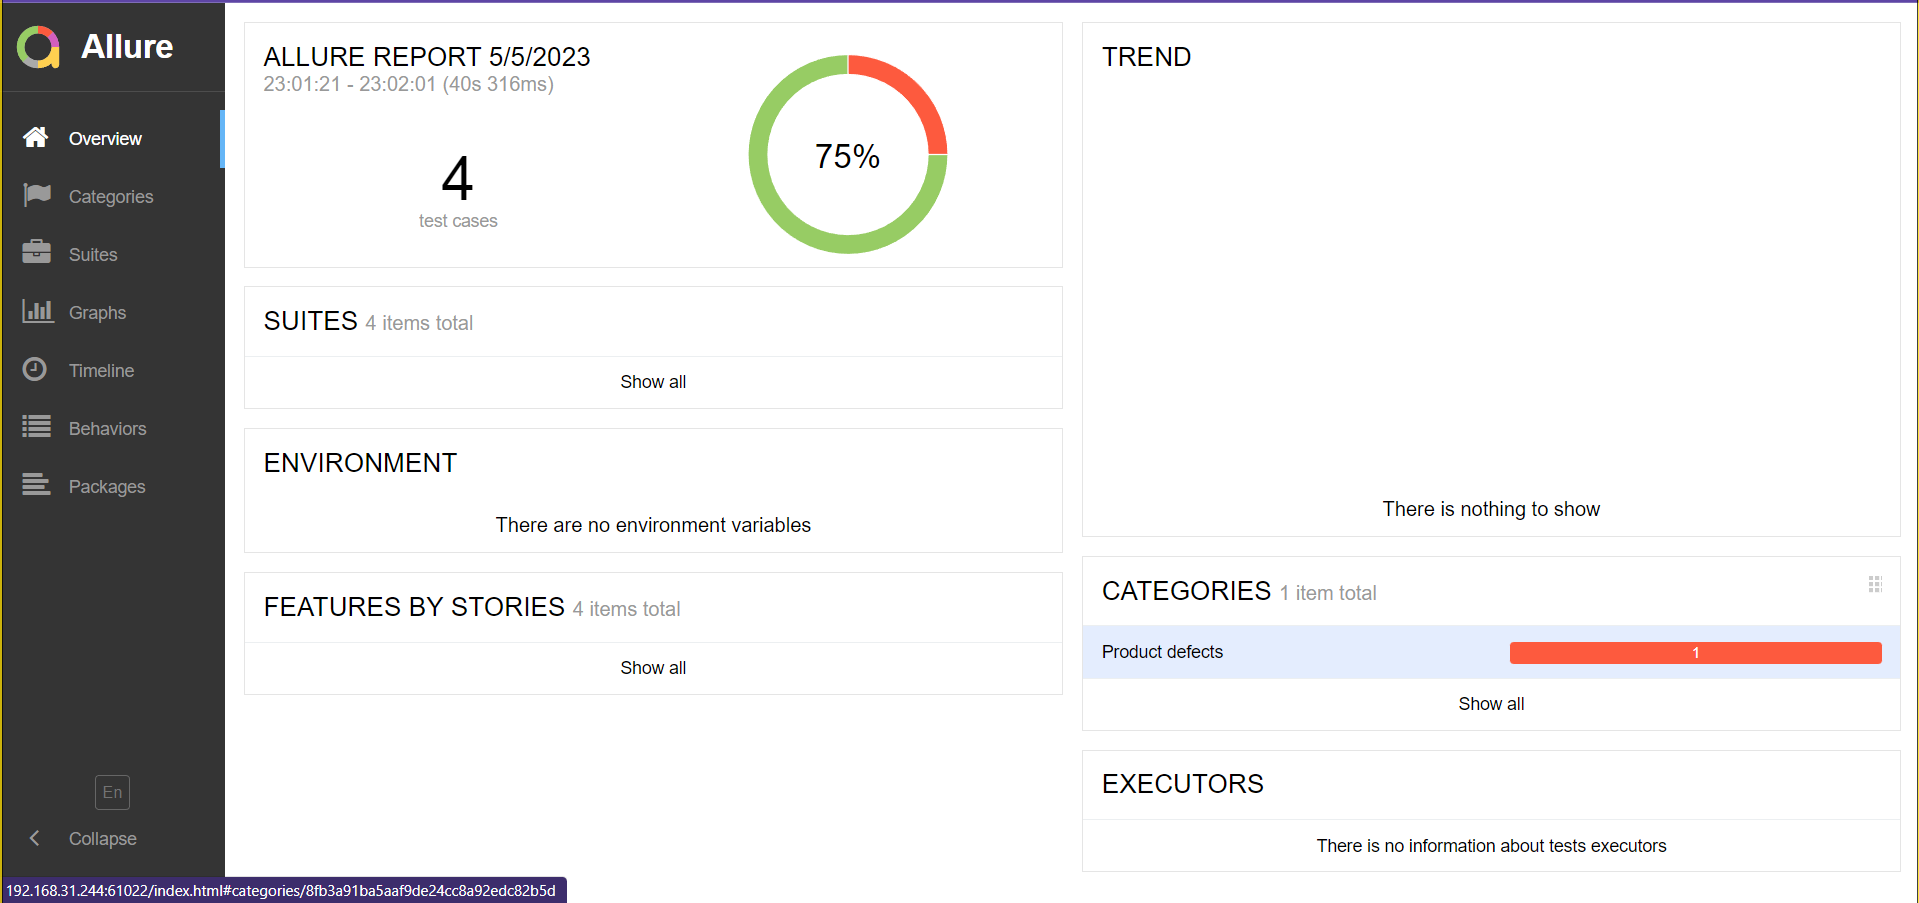 Allure
Overview
Categories
Suites
Graphs
Timeline
Behaviors
Packages
En
Collapse
ALLURE REPORT 5/5/2023
23:01:21 - 23:02:01 (40s 316ms)
4
test cases
75%
SUITES 4 items total
Show all
ENVIRONMENT
There are no environment variables
FEATURES BY STORIES 4 items total
Show all
TREND
There is nothing to show
CATEGORIES 1 item total
Product defects 1
Show all
EXECUTORS
There is no information about tests executors
192.168.31.244:61022/index.html#categories/8fb3a91ba5aaf9de24cc8a92edc82b5d